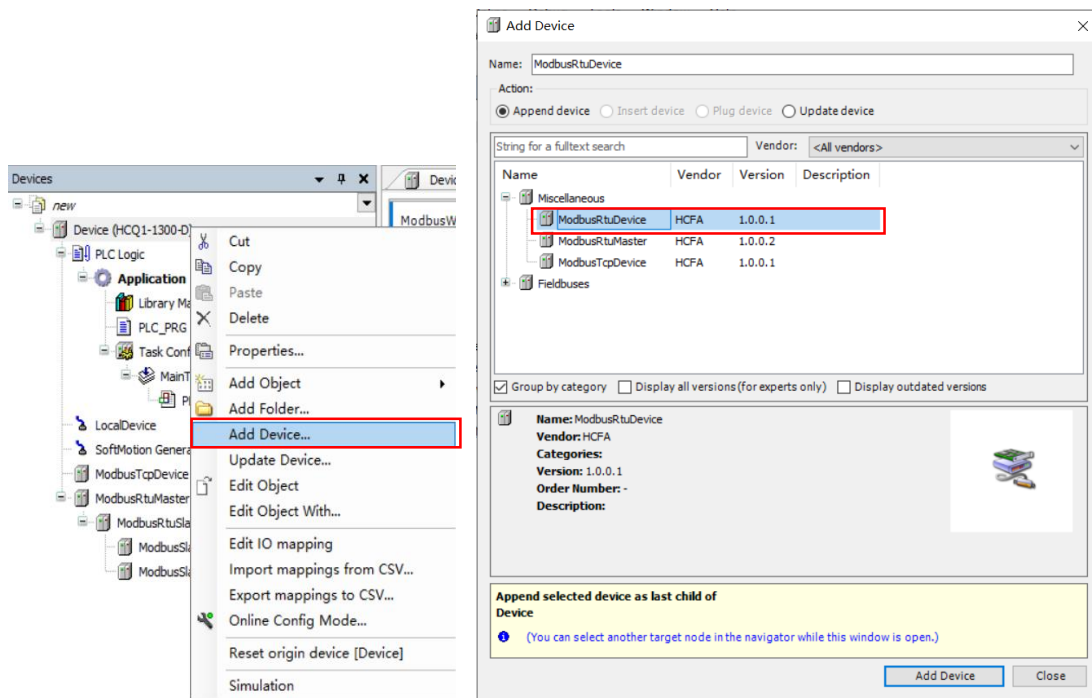 Devices
new
Device (HCQ1-1300-D)
PLC Logic
Application
Library Ma
PLC_PRG
Task Conf
MainT
Pl
LocalDevice
SoftMotion Genera
ModbusTcpDevice
ModbusRtuMaster
ModbusRtuSla
ModbusSla
ModbusSla
Devic
ModbusW
Cut
Copy
Paste
Delete
Properties...
Add Object
Add Folder...
Add Device...
Update Device...
Edit Object
Edit Object With...
Edit IO mapping
Import mappings from CSV...
Export mappings to CSV...
Online Config Mode...
Reset origin device [Device]
Simulation
Add Device
Name: ModbusRtuDevice
Action:
Append device Insert device Plug device Update device
String for a fulltext search Vendor: <All vendors>
Name Vendor Version Description
Miscellaneous
ModbusRtuDevice HCFA 1.0.0.1
ModbusRtuMaster HCFA 1.0.0.2
ModbusTcpDevice HCFA 1.0.0.1
Fieldbuses
Group by category Display all versions (for experts only) Display outdated versions
Name: ModbusRtuDevice
Vendor: HCFA
Categories:
Version: 1.0.0.1
Order Number: -
Description:
Append selected device as last child of
Device
(You can select another target node in the navigator while this window is open.)
Add Device Close